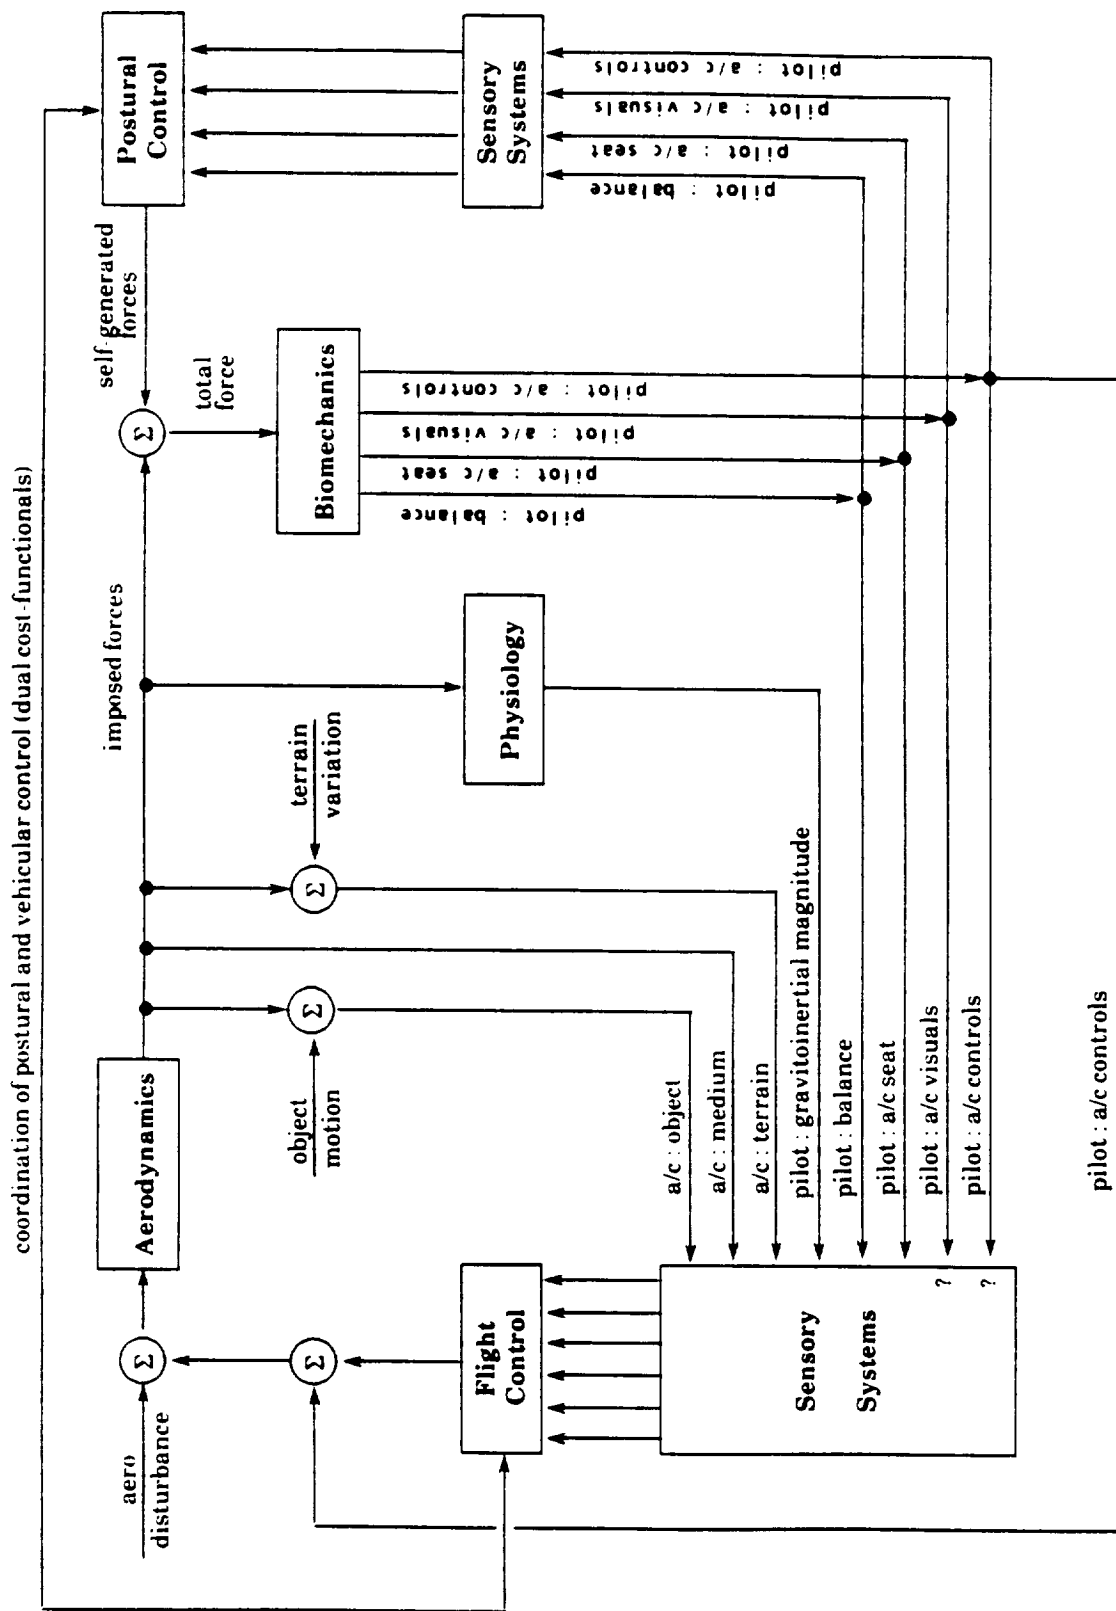 coordination of postural and vehicular control (dual cost-functionals)
aero
disturbance
Σ
Aerodynamics
imposed forces
Σ
self-generated
forces
Postural
Control
total
force
object
motion
Σ
Σ
terrain
variation
Σ
Biomechanics
pilot : balance
pilot : a/c seat
pilot : a/c visuals
pilot : a/c controls
Flight
Control
Physiology
Sensory
Systems
pilot : balance
pilot : a/c seat
pilot : a/c visuals
pilot : a/c controls
Sensory
Systems
?
?
a/c : object
a/c : medium
a/c : terrain
pilot : gravitoinertial magnitude
pilot : balance
pilot : a/c seat
pilot : a/c visuals
pilot : a/c controls
pilot : a/c controls